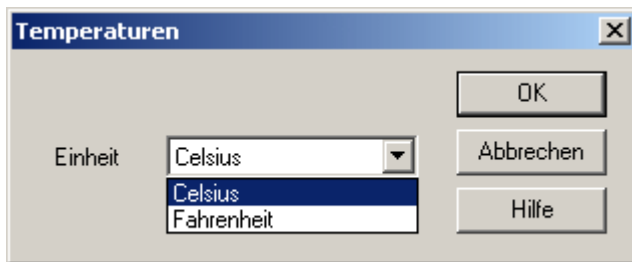 Temperaturen
OK
Einheit
Celsius
Abbrechen
Celsius
Fahrenheit
Hilfe